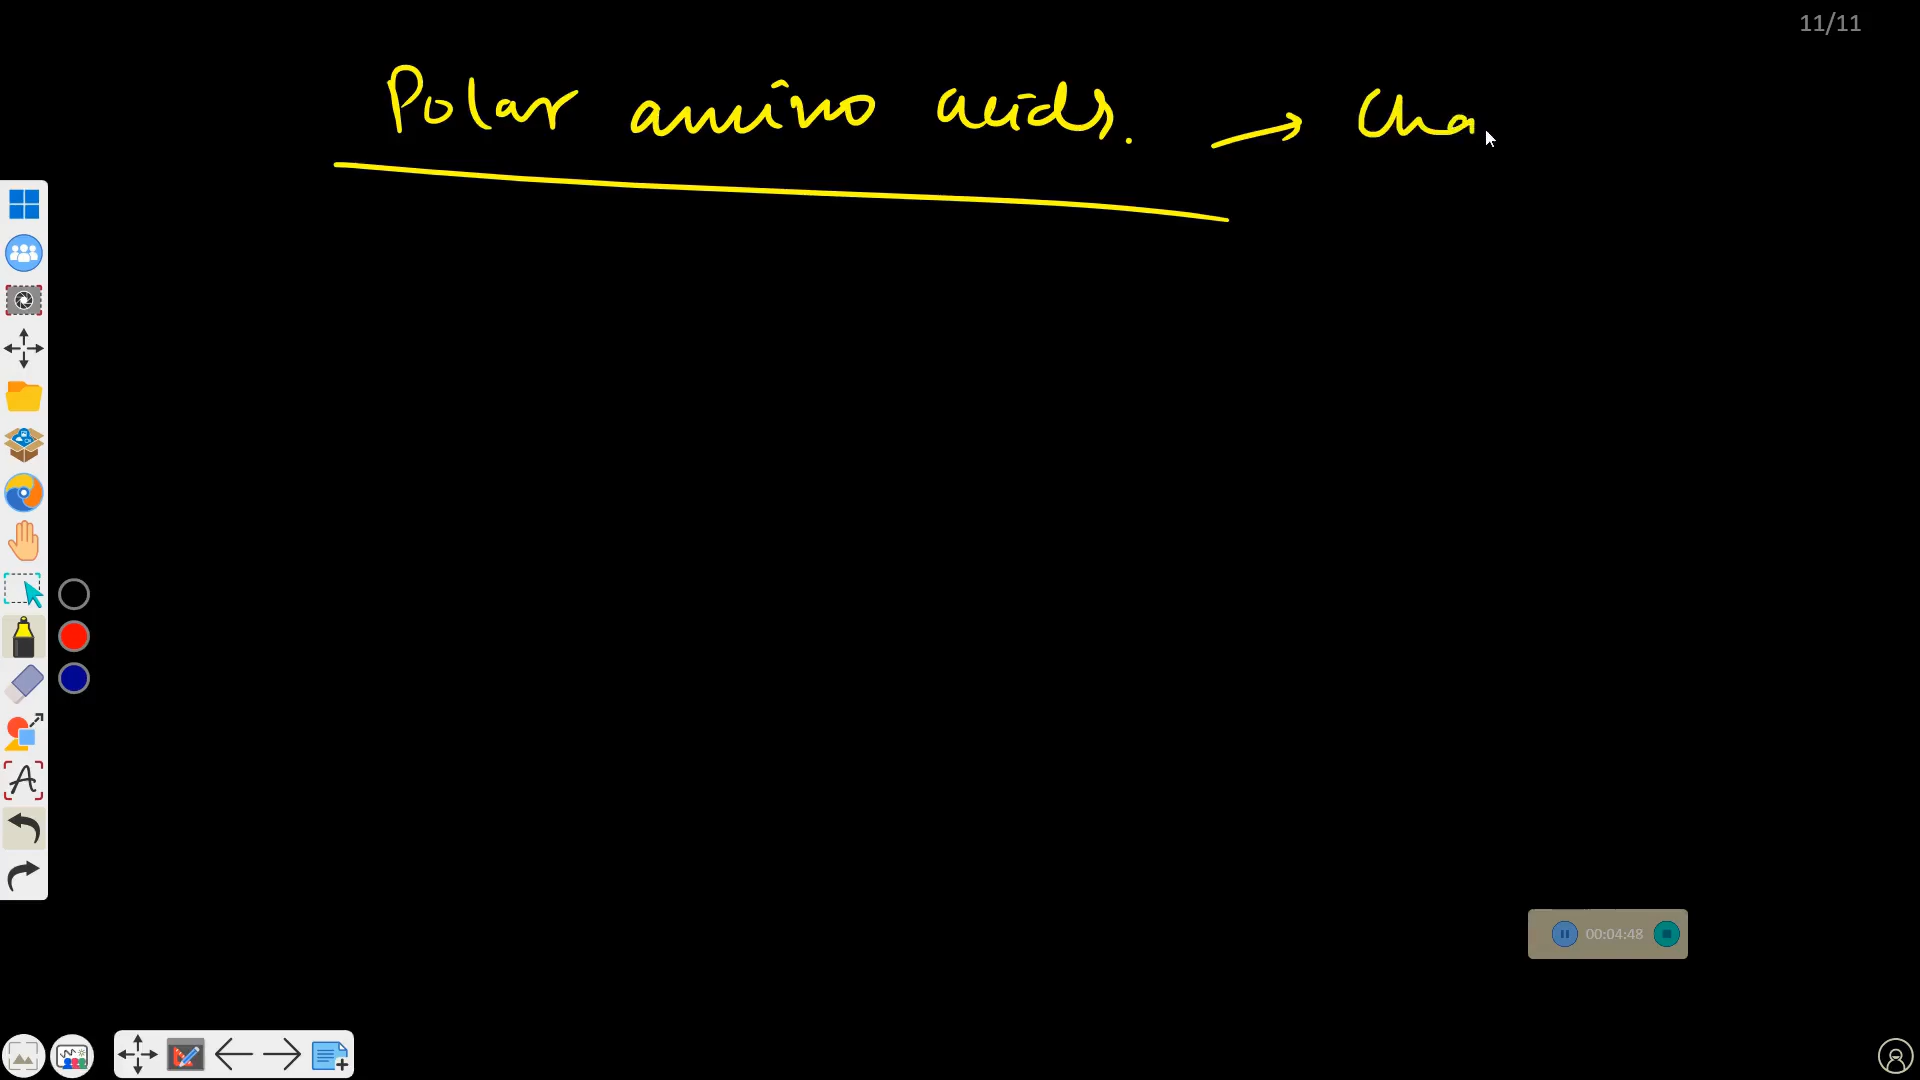 11/11
Polar amino acids. → Cha
00:04:48